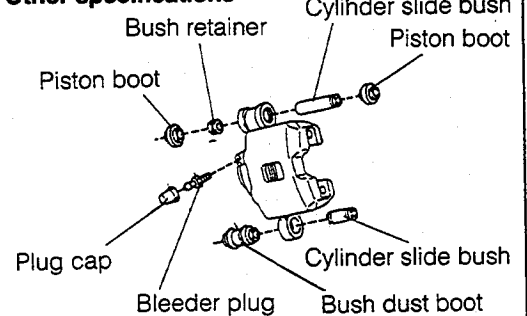 Other specifications
Cylinder slide bush
Bush retainer
Piston boot
Piston boot
Plug cap
Cylinder slide bush
Bleeder plug
Bush dust boot